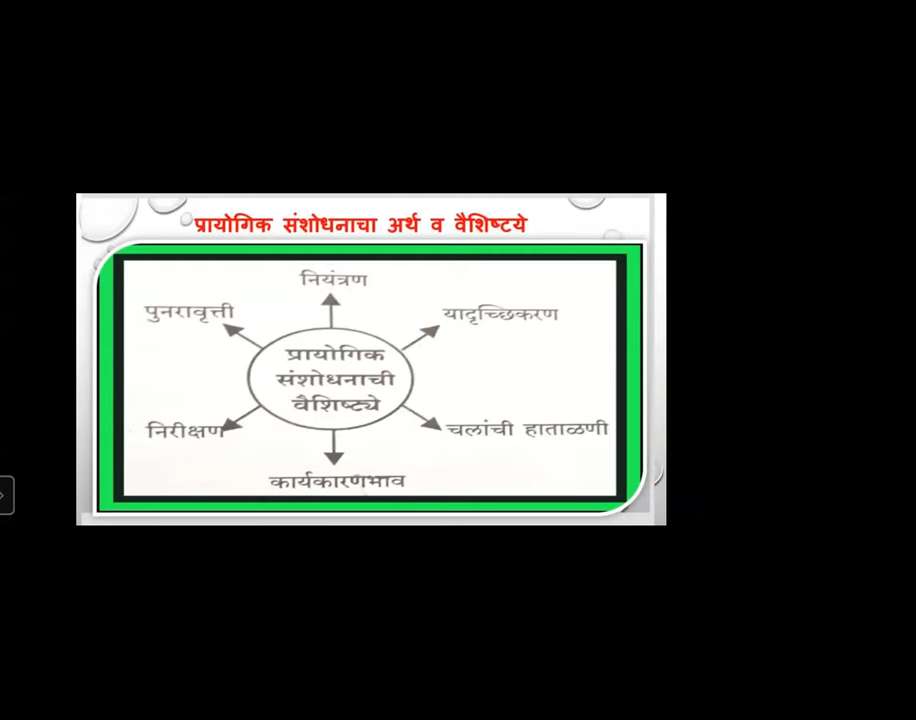 प्रायोगिक संशोधनाचा अर्थ व वैशिष्टये
नियंत्रण
पुनरावृत्ती
यादृच्छिकरण
प्रायोगिक
संशोधनाची
वैशिष्ट्ये
निरीक्षण
चलांची हाताळणी
कार्यकारणभाव